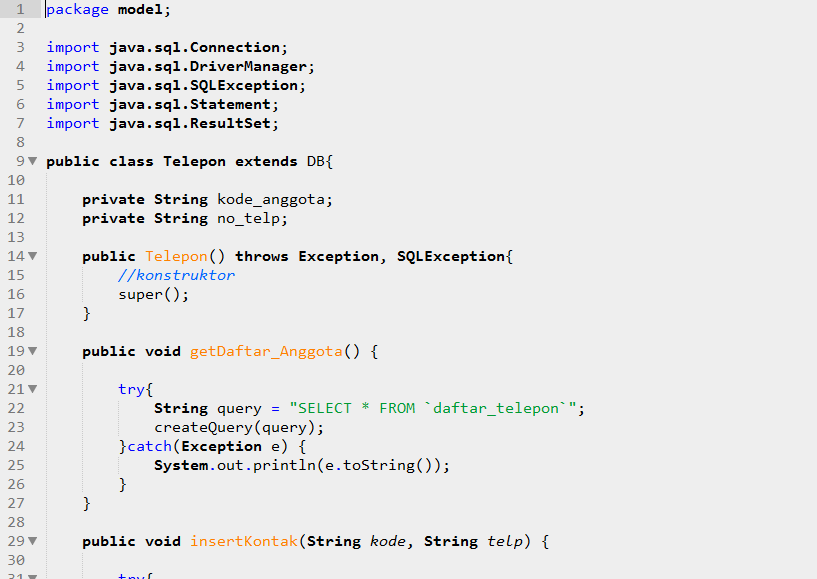 1 package model;
2
3 import java.sql.Connection;
4 import java.sql.DriverManager;
5 import java.sql.SQLException;
6 import java.sql.Statement;
7 import java.sql.ResultSet;
8
9 public class Telepon extends DB{
10
11 private String kode_anggota;
12 private String no_telp;
13
14 public Telepon() throws Exception, SQLException{
15 //konstruktor
16 super();
17 }
18
19 public void getDaftar_Anggota() {
20
21 try{
22 String query = "SELECT * FROM `daftar_telepon`";
23 createQuery(query);
24 }catch(Exception e) {
25 System.out.println(e.toString());
26 }
27 }
28
29 public void insertKontak(String kode, String telp) {
30
31 try{